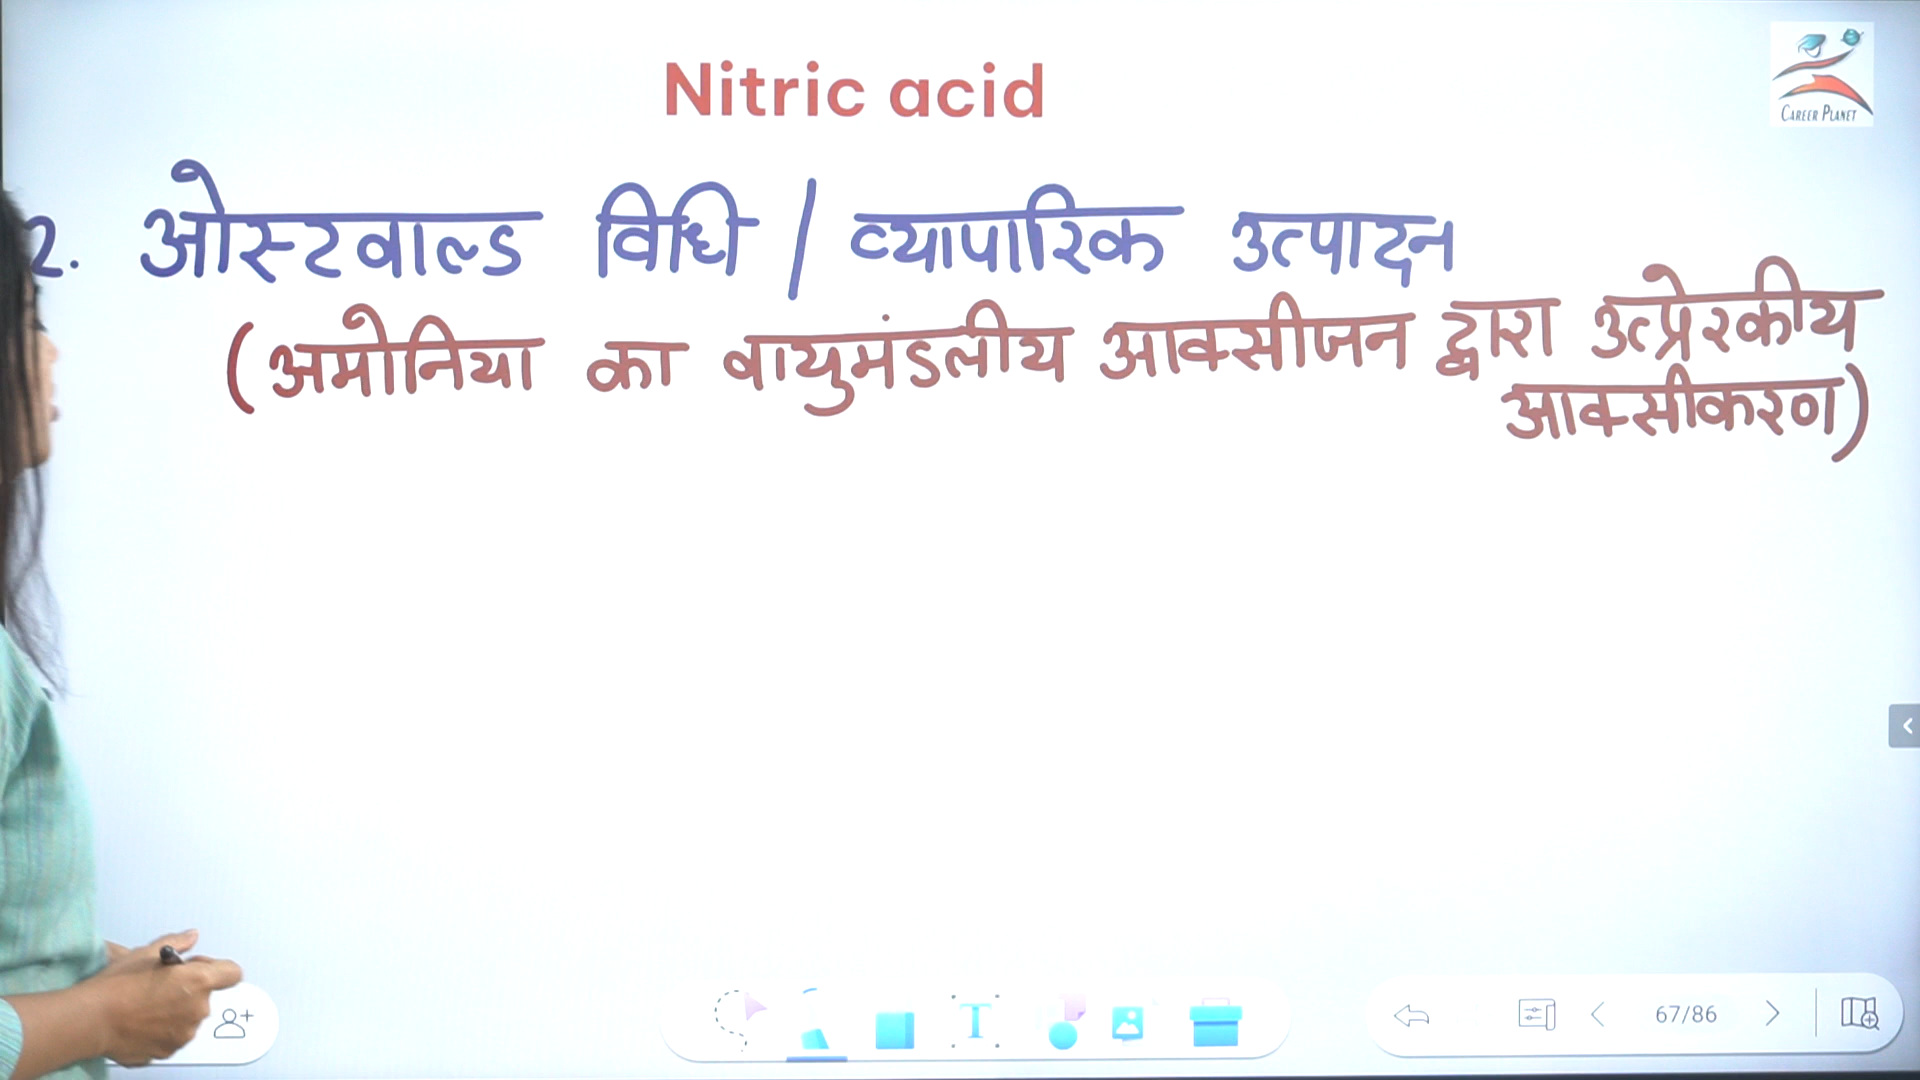 Nitric acid
CAREER PLANET
2. ओस्टवाल्ड विधि / व्यापारिक उत्पादन
(अमोनिया का वायुमंडलीय आक्सीजन द्वारा उत्प्रेरकीय
आक्सीकरण)
T
67/86